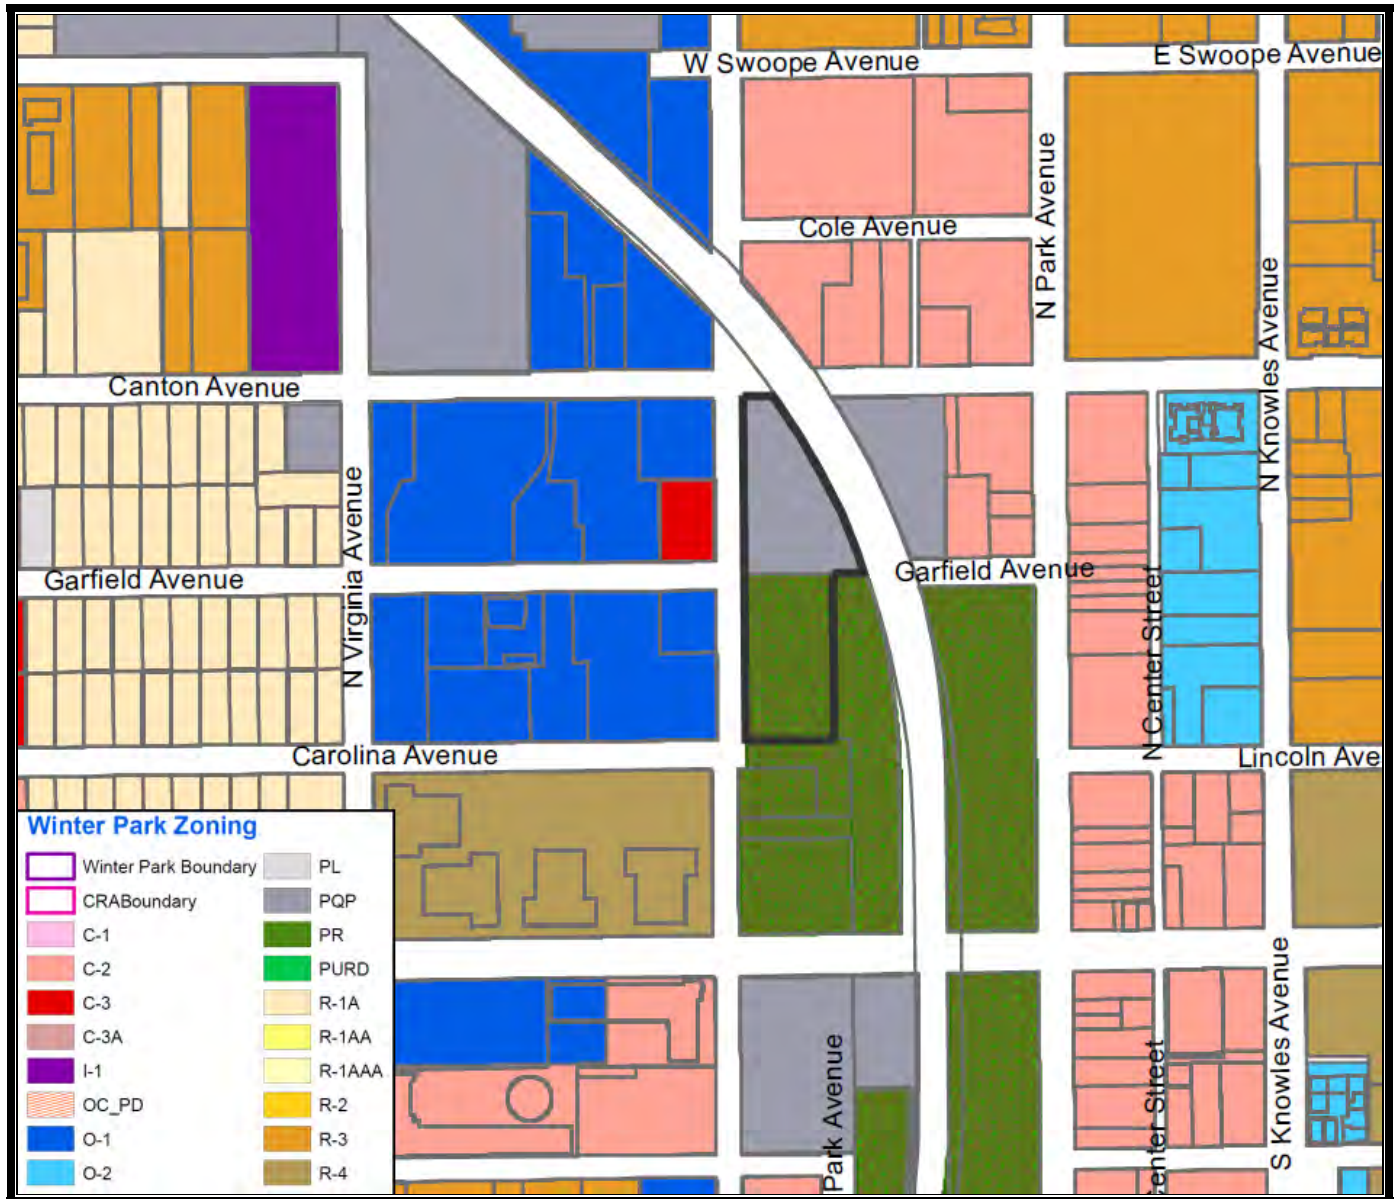 W Swoope Avenue
E Swoope Avenue
N Park Avenue
Cole Avenue
N Knowles Avenue
Canton Avenue
N Virginia Avenue
Garfield Avenue
Garfield Avenue
N Center Street
Carolina Avenue
Lincoln Ave
Winter Park Zoning
Winter Park Boundary
CRABoundary
C-1
C-2
C-3
C-3A
I-1
OC_PD
O-1
O-2
PL
PQP
PR
PURD
R-1A
R-1AA
R-1AAA
R-2
R-3
R-4
Park Avenue
enter Street
S Knowles Avenue